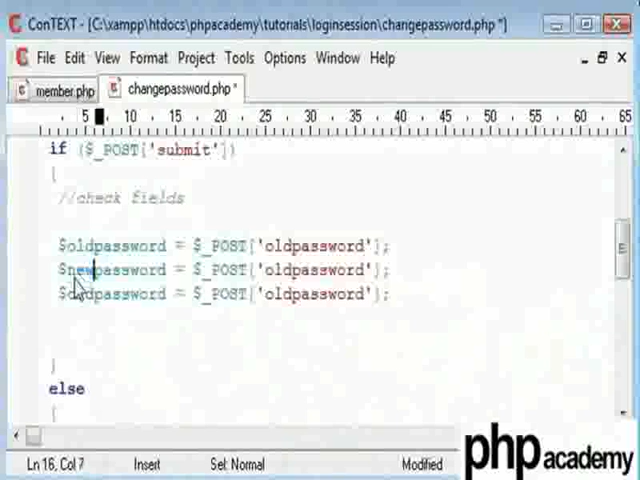 ConTEXT - [C:\xampp\htdocs\phpacademy\tutorials\loginsession\changepassword.php *]
File Edit View Format Project Tools Options Window Help
member.php changepassword.php *
5 10 15 20 25 30 35 40 45 50 55 60 65
if ($_POST['submit'])
{
//check fields
$oldpassword = $_POST['oldpassword'];
$newpassword = $_POST['oldpassword'];
$oldpassword = $_POST['oldpassword'];
}
else
{
Ln 16, Col 7 Insert Sel: Normal Modified
php academy